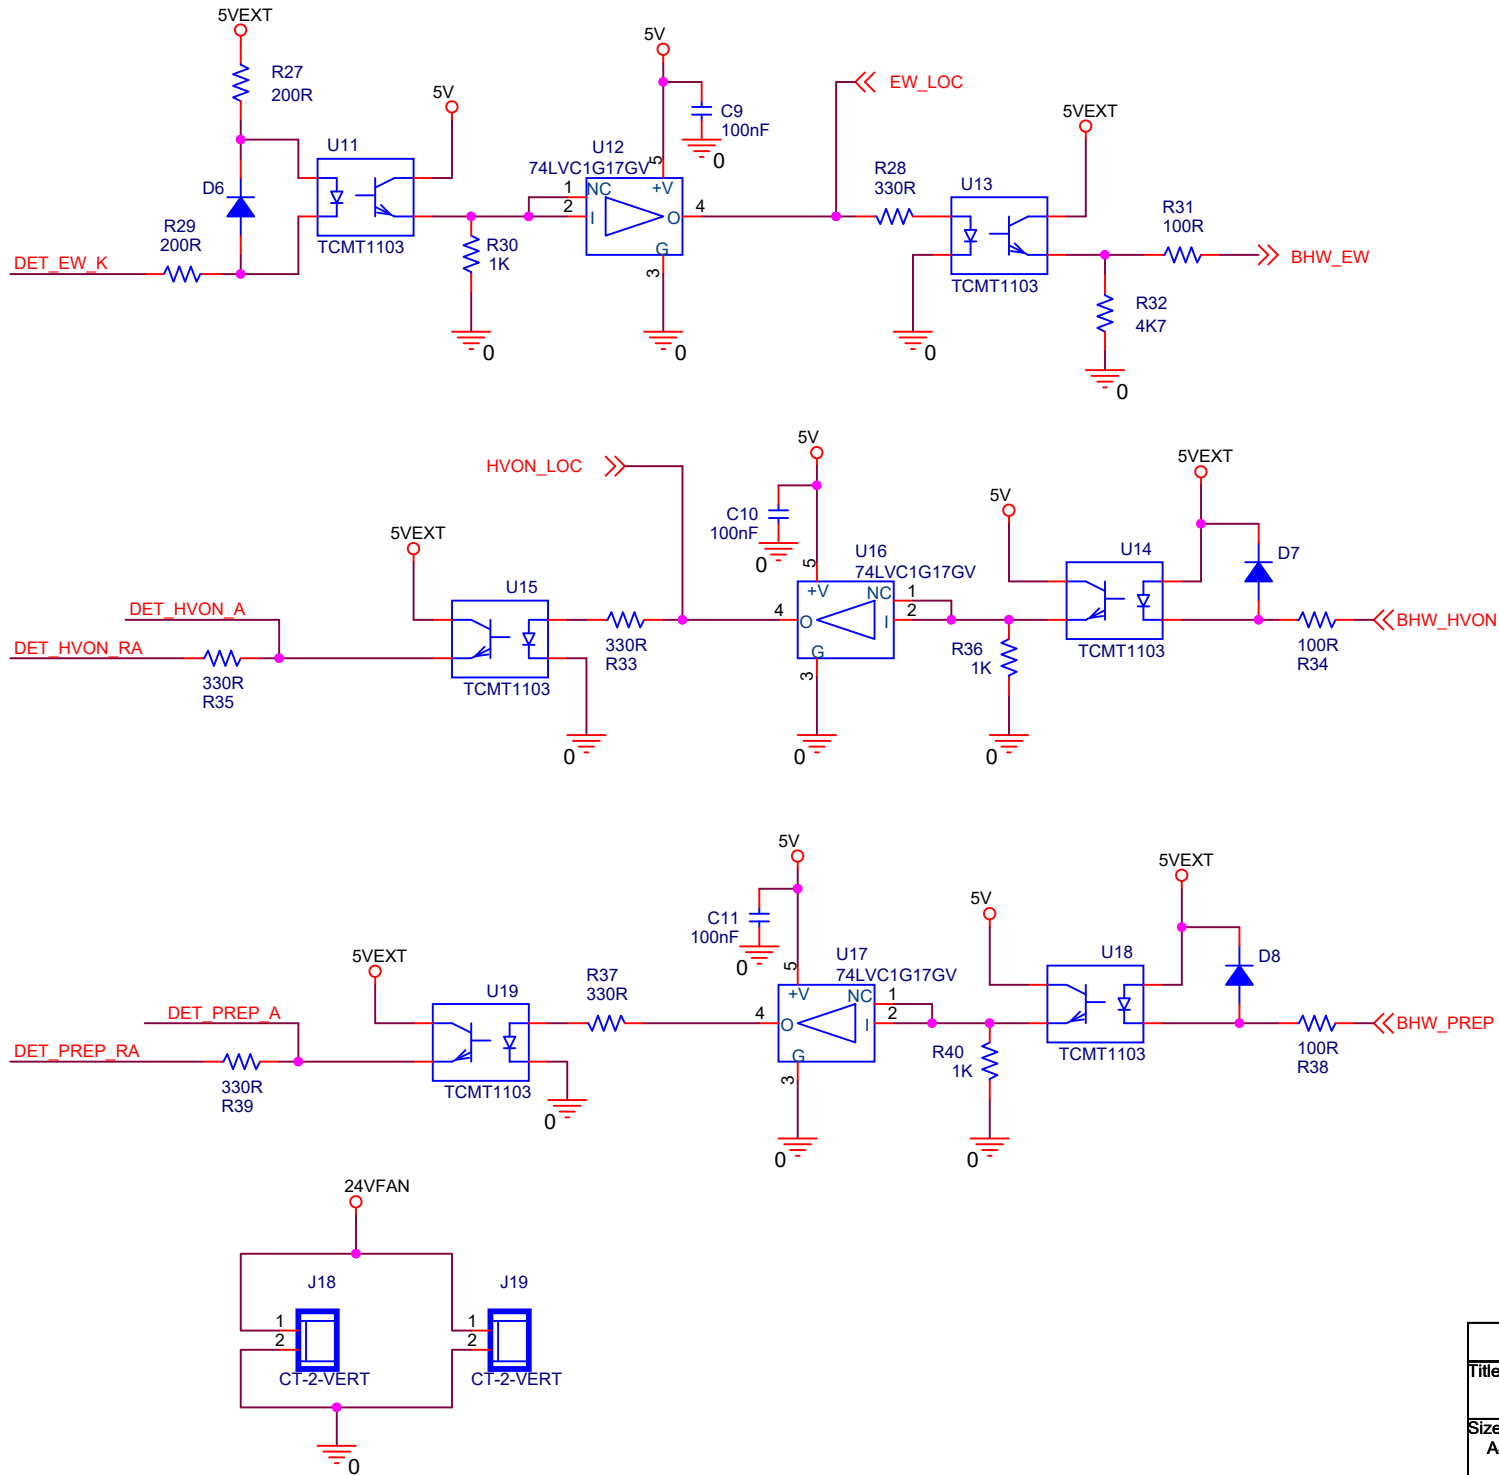 5VEXT
R27
200R
5V
U11
D6
R29
200R
DET_EW_K
TCMT1103
R30
1K
0
5V
C9
100nF
0
U12
74LVC1G17GV
5
1
NC
+V
2
I
O
4
G
3
0
EW_LOC
R28
330R
5VEXT
U13
TCMT1103
R31
100R
BHW_EW
R32
4K7
0
0
HVON_LOC
5VEXT
U15
DET_HVON_A
DET_HVON_RA
330R
R35
TCMT1103
330R
R33
0
5V
C10
100nF
0
U16
74LVC1G17GV
5
+V
NC
1
4
O
I
2
G
3
0
5V
R36
1K
0
5VEXT
U14
D7
TCMT1103
100R
R34
BHW_HVON
5VEXT
U19
DET_PREP_A
DET_PREP_RA
330R
R39
TCMT1103
R37
330R
0
5V
C11
100nF
0
U17
74LVC1G17GV
5
+V
NC
1
4
O
I
2
G
3
0
5V
R40
1K
0
5VEXT
U18
D8
TCMT1103
100R
R38
BHW_PREP
24VFAN
J18
J19
1
2
1
2
CT-2-VERT
CT-2-VERT
0
Title
Size